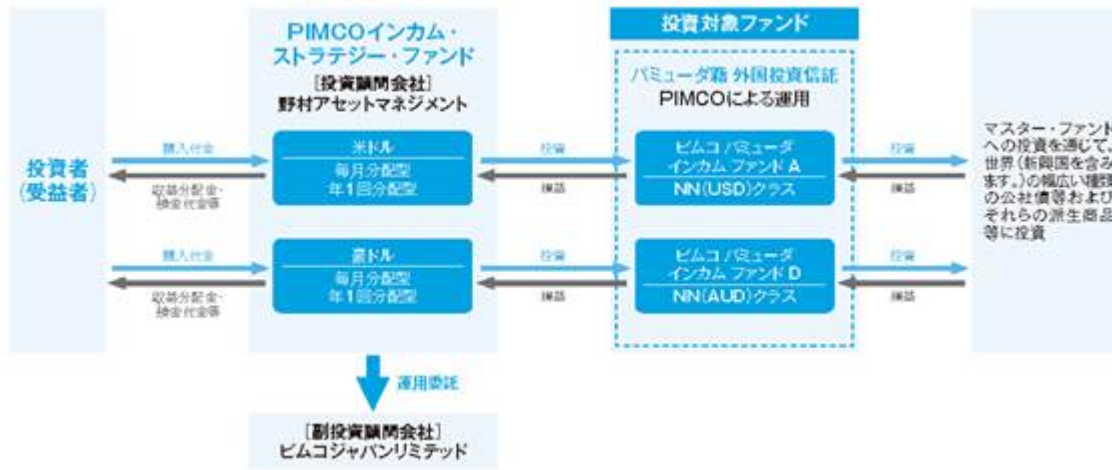 投資者
(受益者)
購入代金
収益分配金・
換金代金等
購入代金
収益分配金・
換金代金等
PIMCOインカム・
ストラテジー・ファンド
[投資顧問会社]
野村アセットマネジメント
米ドル
毎月分配型
年1回分配型
豪ドル
毎月分配型
年1回分配型
運用委託
[副投資顧問会社]
ピムコジャパンリミテッド
投資
損益
投資
損益
投資対象ファンド
バミューダ籍 外国投資信託
PIMCOによる運用
ピムコ バミューダ
インカム ファンド A
NN(USD)クラス
ピムコ バミューダ
インカム ファンド D
NN(AUD)クラス
投資
損益
投資
損益
マスター・ファンド
への投資を通じて、
世界(新興国を含み
ます。)の幅広い種類
の公社債等および
それらの派生商品
等に投資